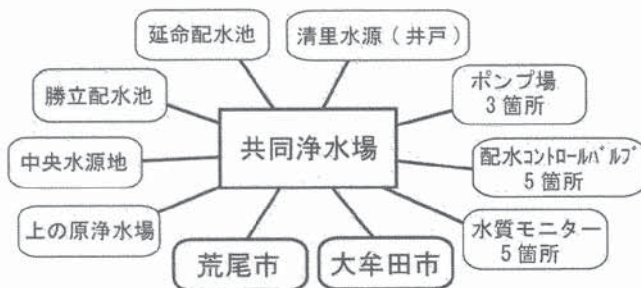 延命配水池
清里水源（井戸）
勝立配水池
ポンプ場
3箇所
共同浄水場
中央水源地
配水ｺﾝﾄﾛｰﾙﾊﾞﾙﾌﾞ
5箇所
上の原浄水場
水質モニター
5箇所
荒尾市
大牟田市